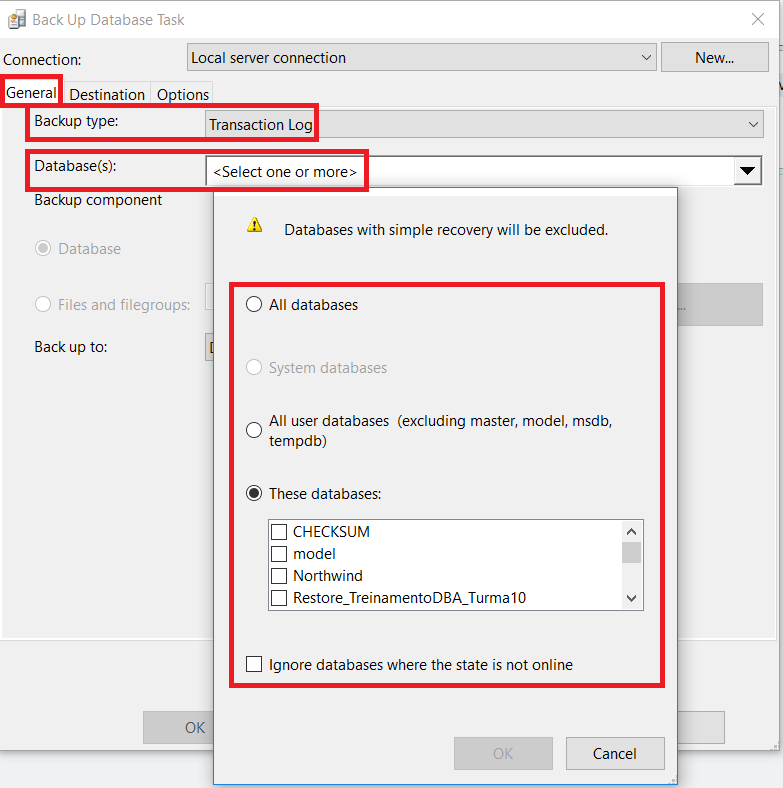 Back Up Database Task
Connection:
Local server connection
New...
General
Destination
Options
Backup type:
Transaction Log
Database(s):
<Select one or more>
Backup component
Databases with simple recovery will be excluded.
Database
All databases
Files and filegroups:
...
Back up to:
System databases
All user databases (excluding master, model, msdb,
tempdb)
These databases:
CHECKSUM
model
Northwind
Restore_TreinamentoDBA_Turma10
Ignore databases where the state is not online
OK
OK
Cancel